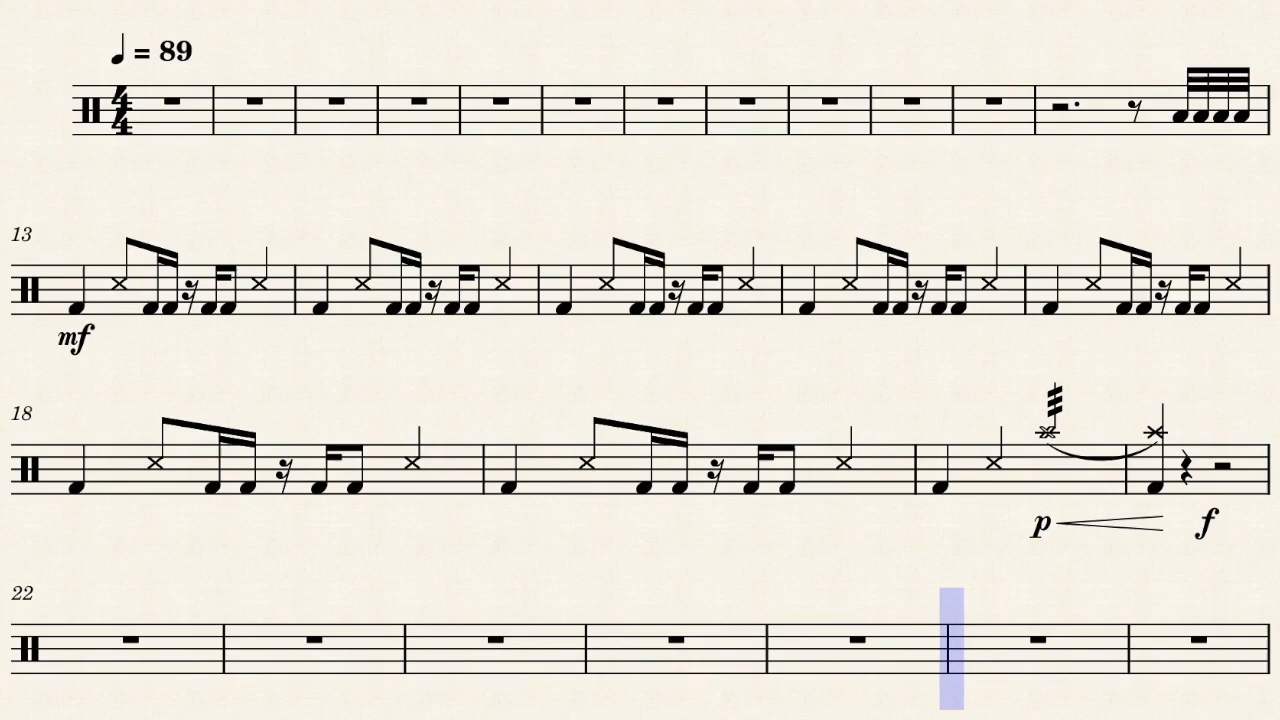 ♩ = 89
4/4
13
mf
18
p f
22